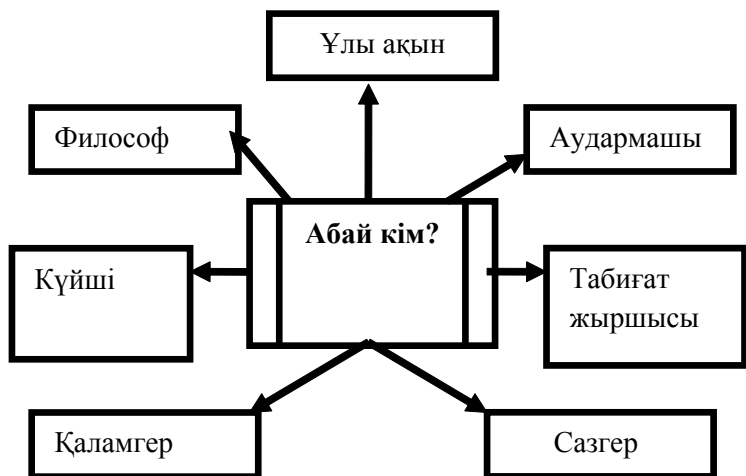 Ұлы ақын
Философ
Аудармашы
Абай кім?
Күйші
Табиғат
жыршысы
Қаламгер
Сазгер